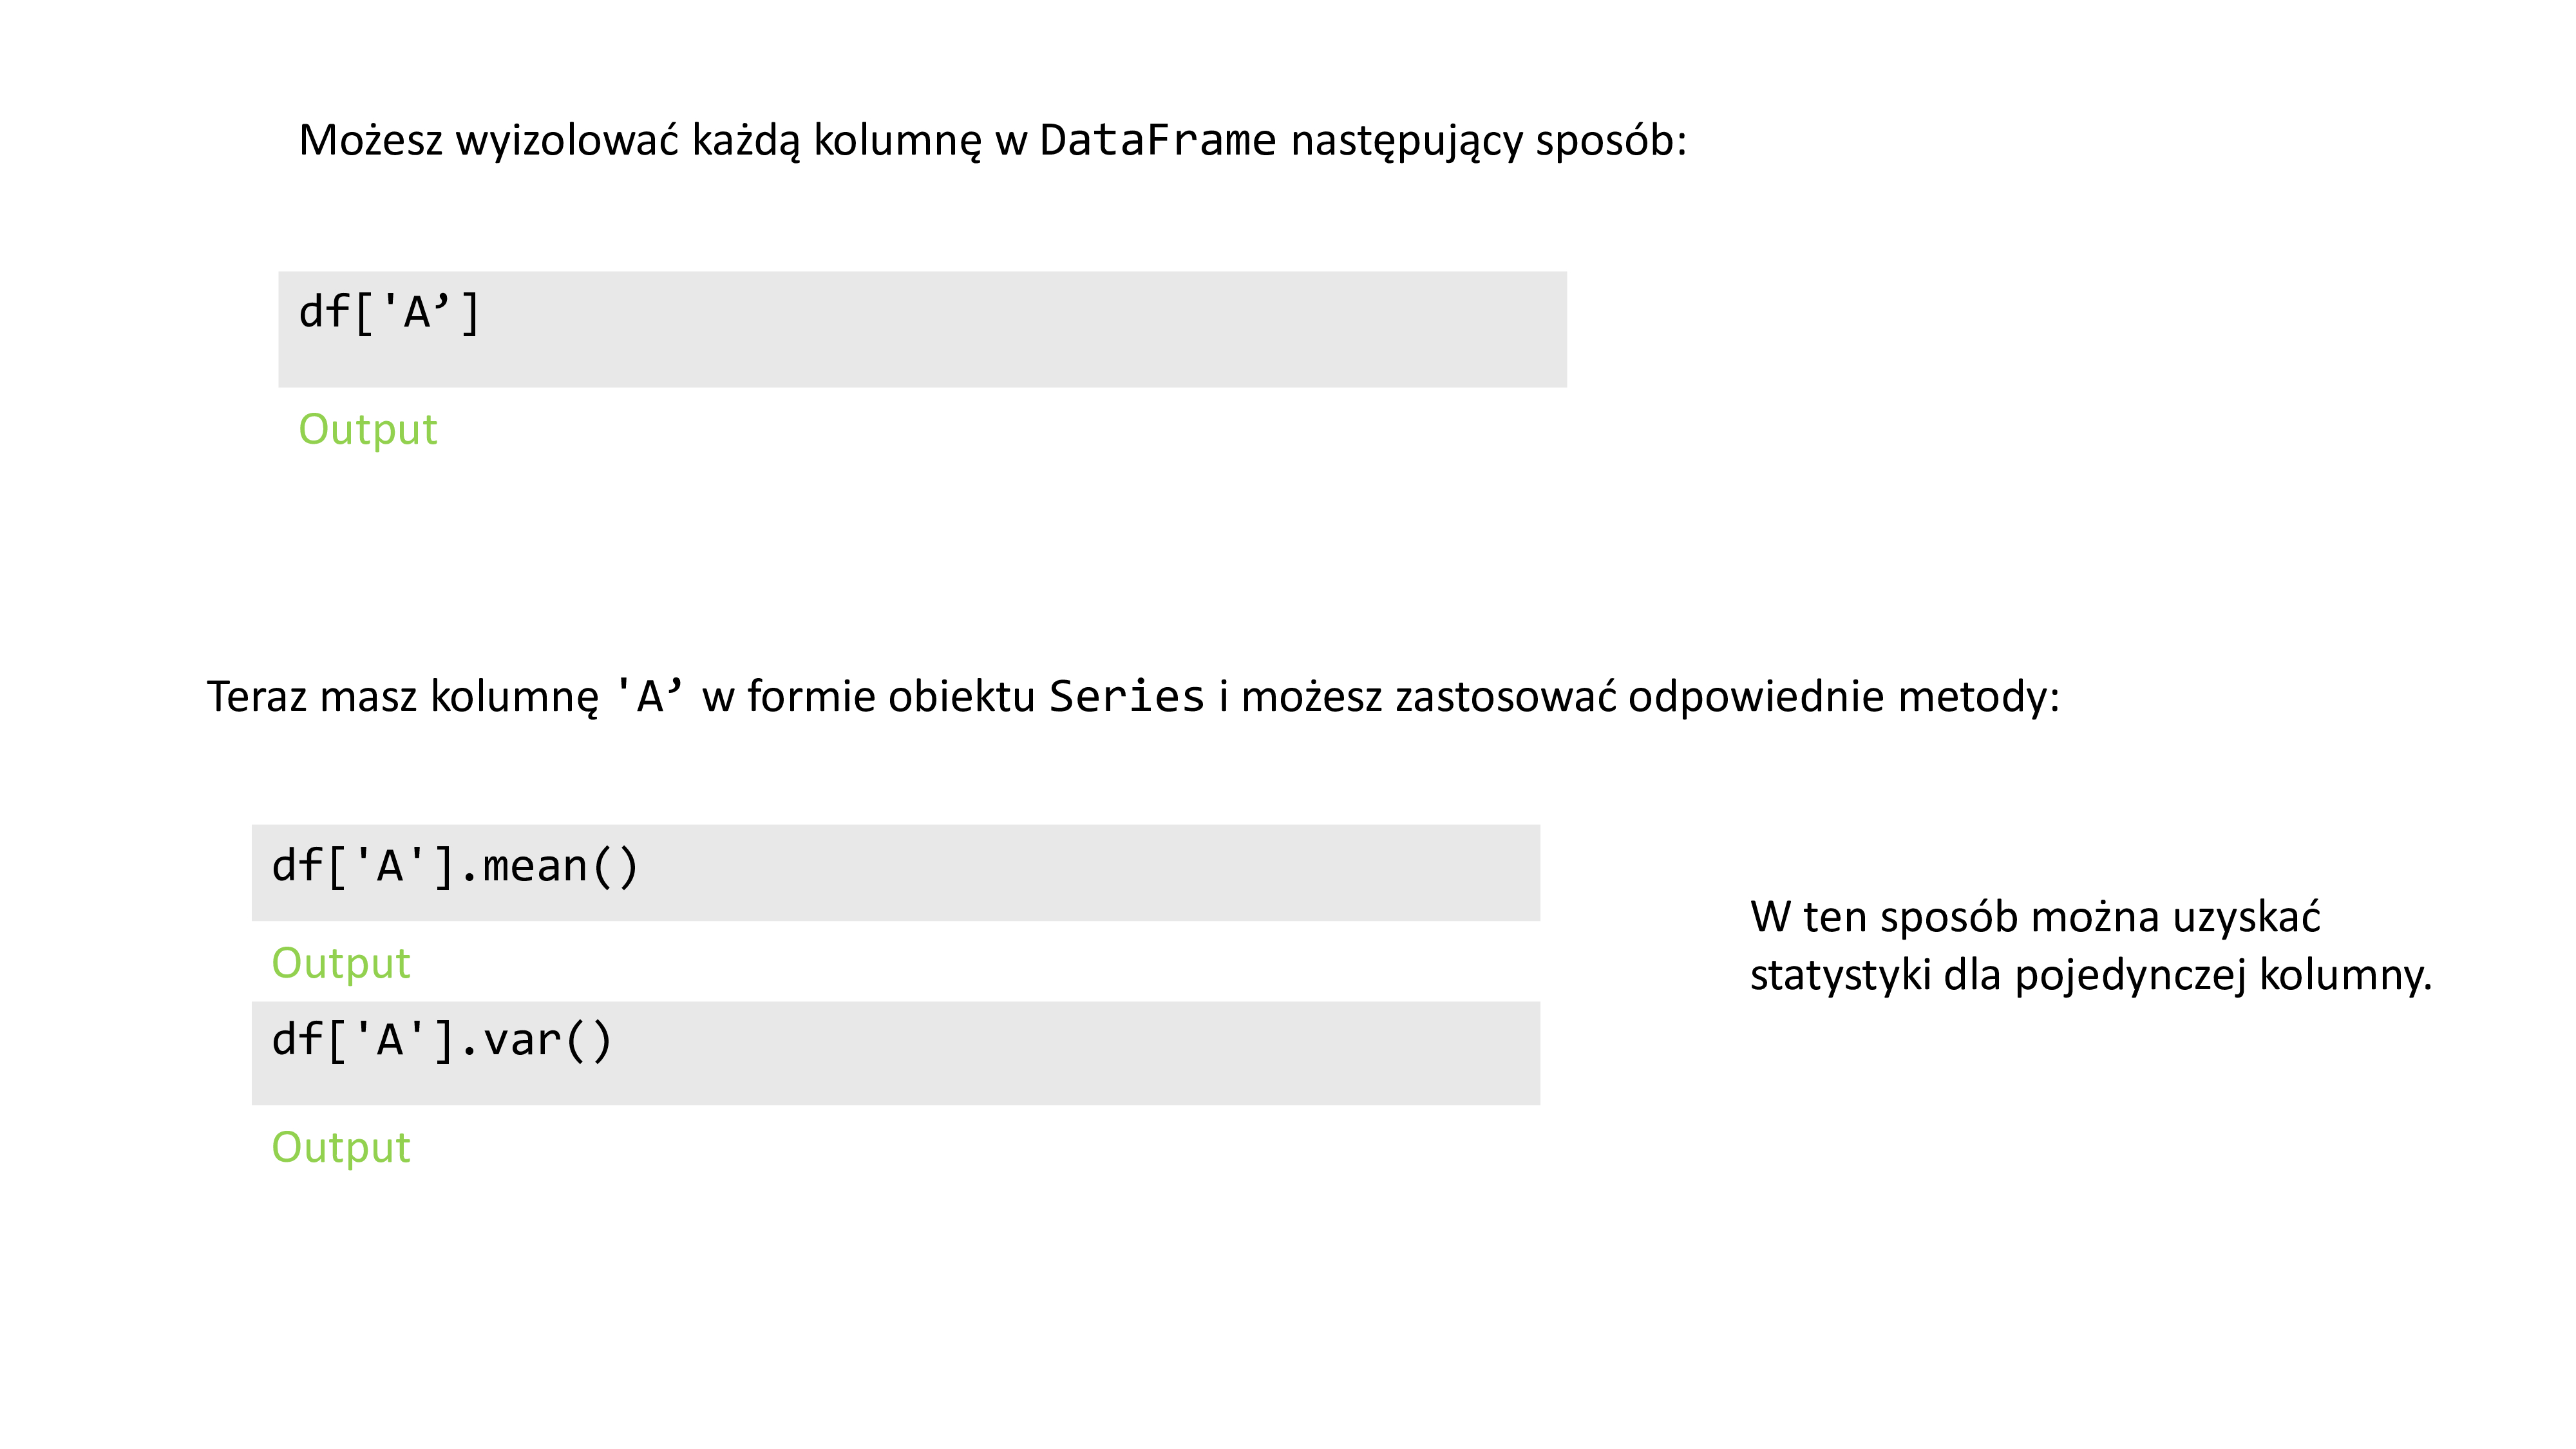 Możesz wyizolować każdą kolumnę w DataFrame następujący sposób:
df['A’]
Output
Teraz masz kolumnę 'A’ w formie obiektu Series i możesz zastosować odpowiednie metody:
df['A'].mean()
Output
df['A'].var()
Output
W ten sposób można uzyskać
statystyki dla pojedynczej kolumny.